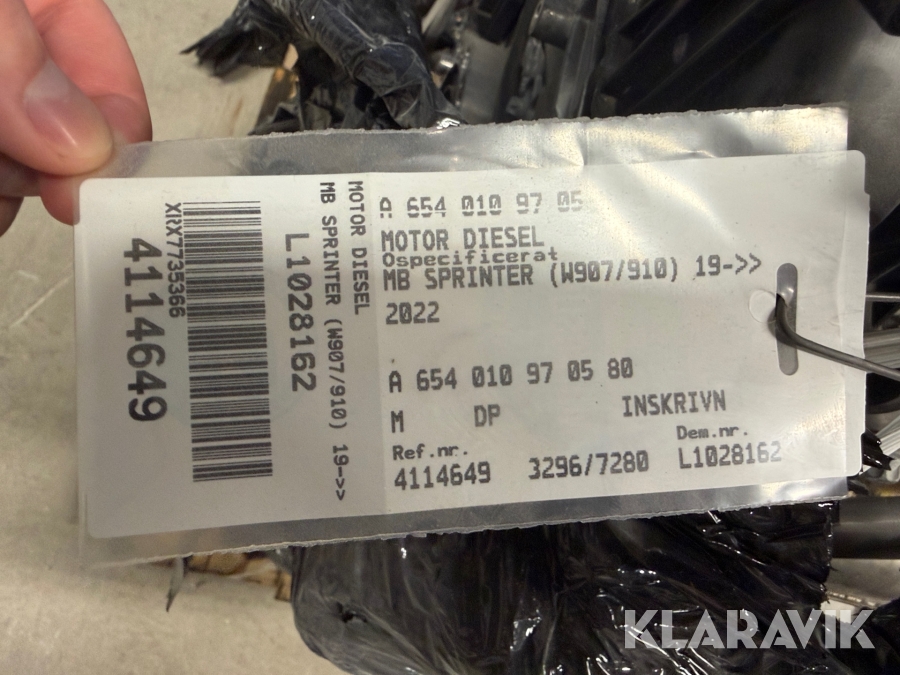 A 654 010 97 05
MOTOR DIESEL
Ospecificerat
MB SPRINTER (W907/910) 19->>
2022
A 654 010 97 05 80
M DP INSKRIVN
Ref.nr. Dem.nr.
4114649 3296/7280 L1028162
MOTOR DIESEL
MB SPRINTER (W907/910) 19->>
L1028162
XRX7735366
4114649
KLARAVIK